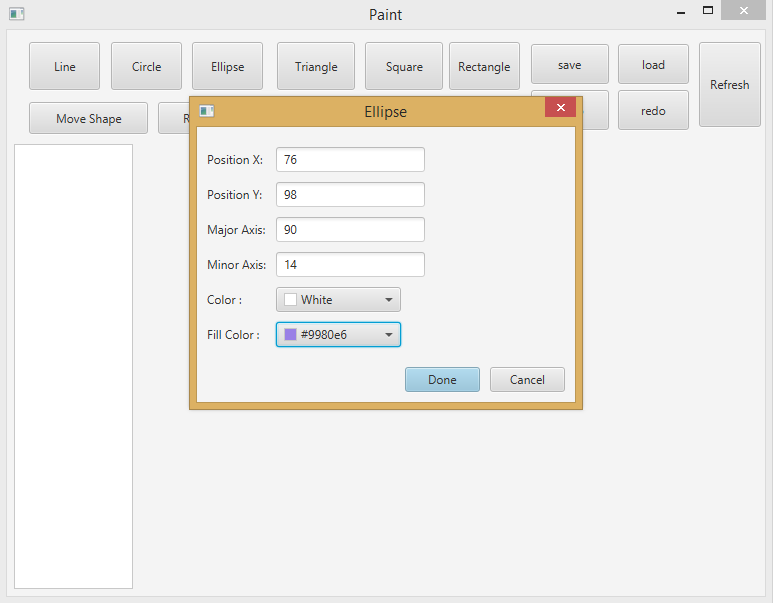 Paint
Line Circle Ellipse Triangle Square Rectangle save load Refresh
redo
Move Shape R
Ellipse
Position X: 76
Position Y: 98
Major Axis: 90
Minor Axis: 14
Color : White
Fill Color : #9980e6
Done Cancel